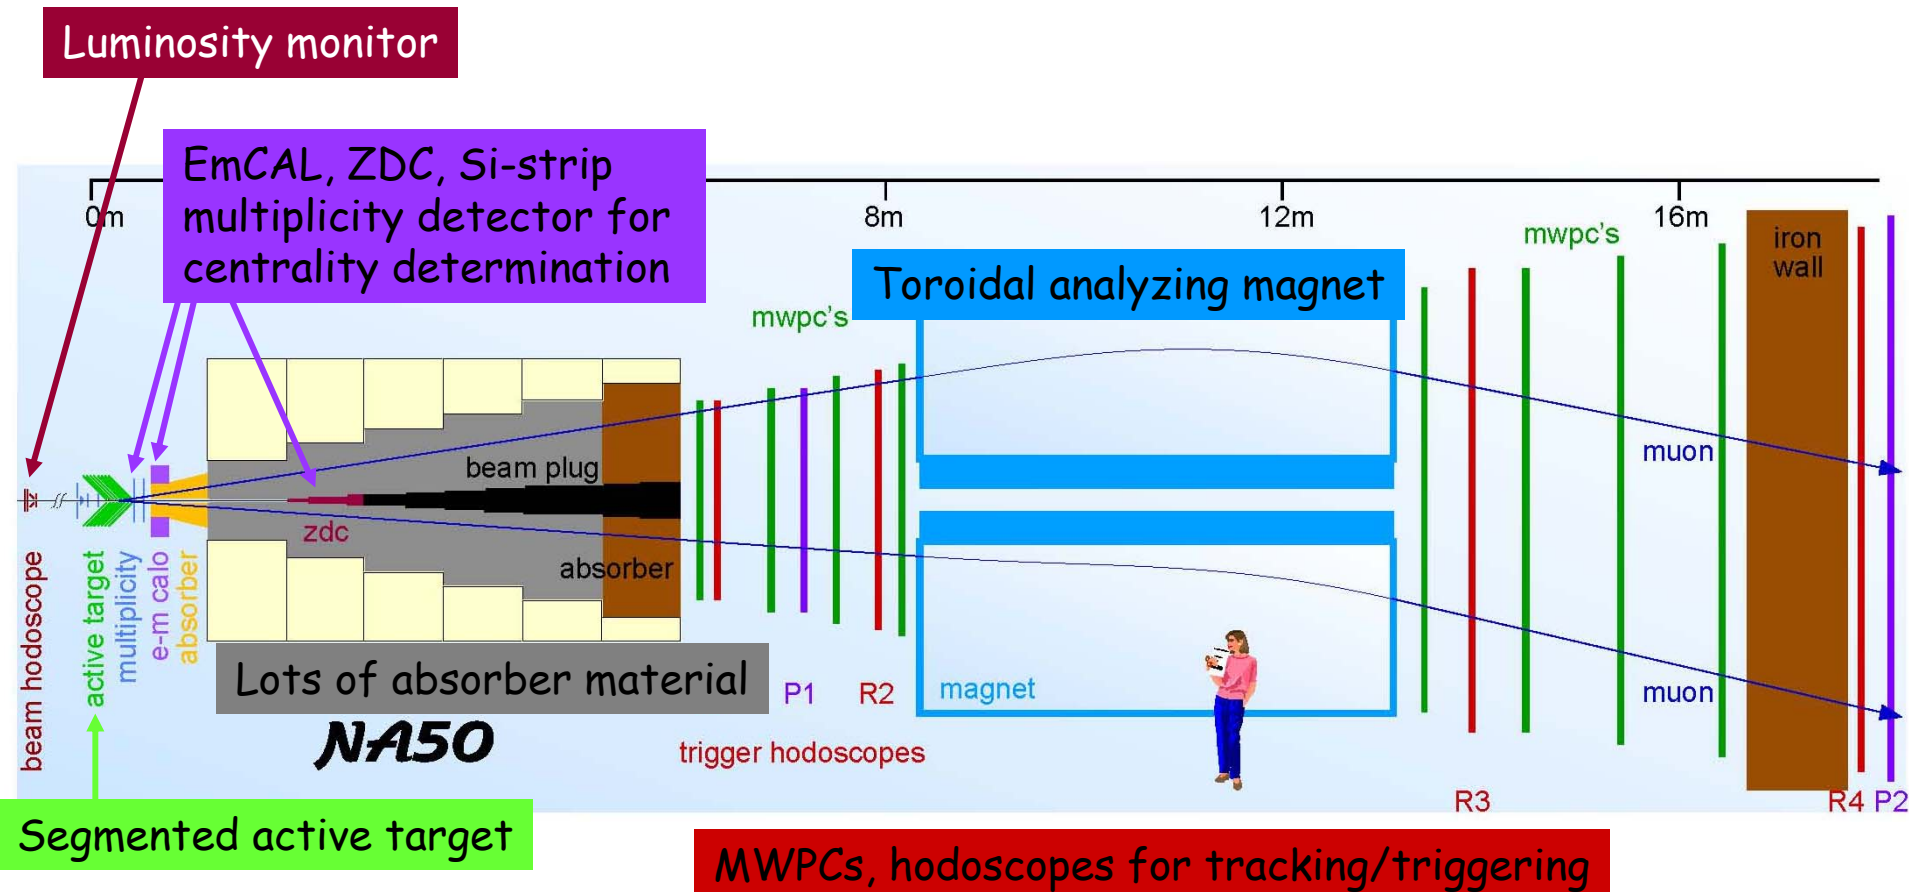 Luminosity monitor
EmCAL, ZDC, Si-strip
multiplicity detector for
centrality determination
0m
8m
12m
16m
mwpc's
iron
wall
Toroidal analyzing magnet
mwpc's
muon
beam plug
zdc
absorber
beam hodoscope
active target
multiplicity
e-m calo
absorber
Lots of absorber material
P1
R2
magnet
muon
NA50
trigger hodoscopes
R3
R4
P2
Segmented active target
MWPCs, hodoscopes for tracking/triggering